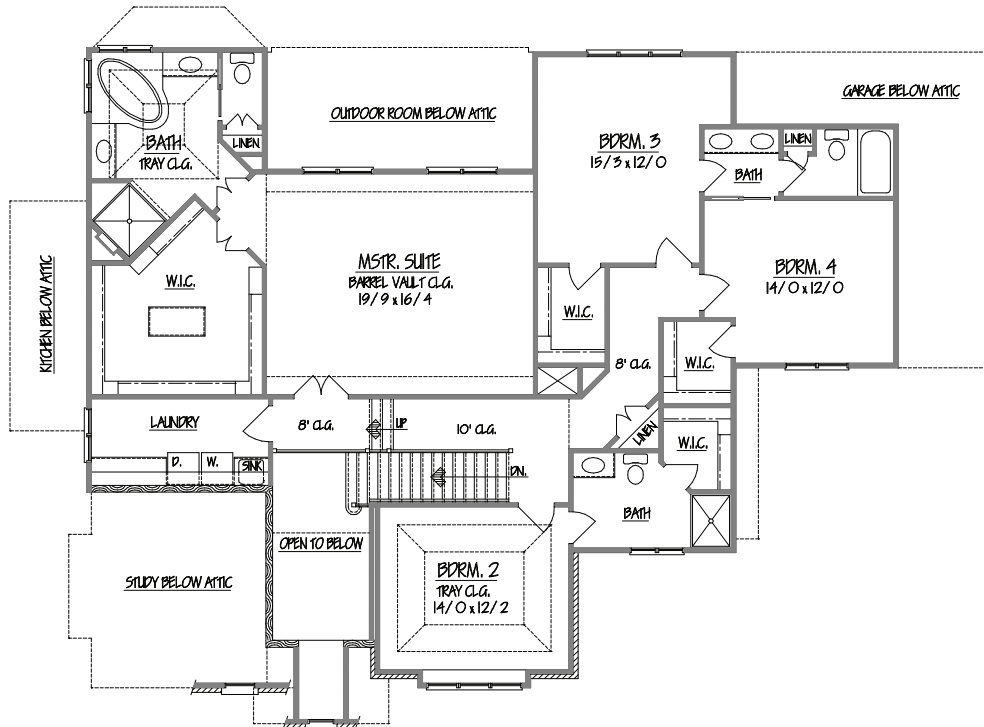 GARAGE BELOW ATTIC
OUTDOOR ROOM BELOW ATTIC
BATH
TRAY CLG.
LINEN
BDRM. 3
15/3 x 12/0
LINEN
BATH
KITCHEN BELOW ATTIC
W.I.C.
MSTR. SUITE
BARREL VAULT CLG.
19/9 x 16/4
BDRM. 4
14/0 x 12/0
W.I.C.
8' CLG.
W.I.C.
LAUNDRY
8' CLG.
UP
10' CLG.
LINEN
W.I.C.
D.
W.
SINK
DN.
BATH
OPEN TO BELOW
STUDY BELOW ATTIC
BDRM. 2
TRAY CLG.
14/0 x 12/2